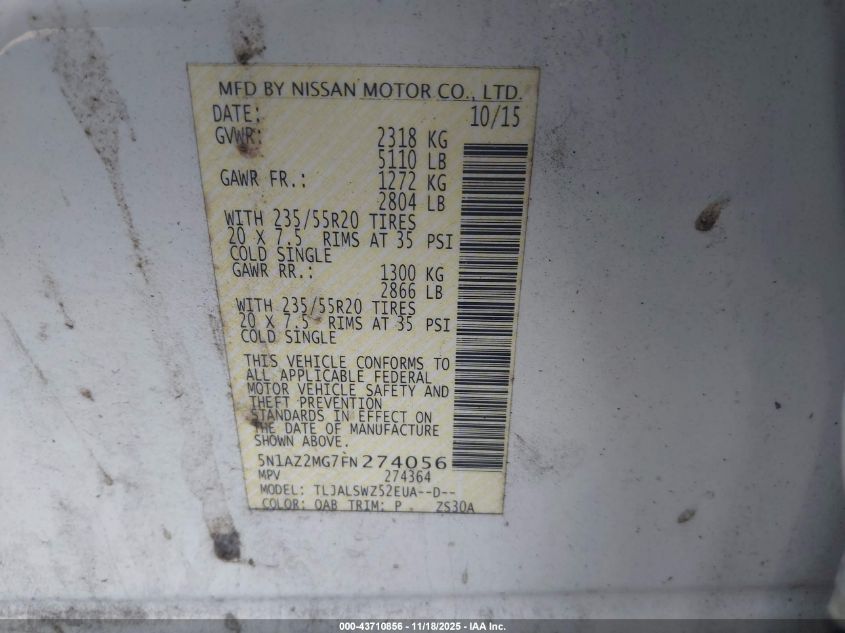 MFD BY NISSAN MOTOR CO., LTD.
DATE: 10/15
GVWR: 2318 KG
5110 LB
GAWR FR.: 1272 KG
2804 LB
WITH 235/55R20 TIRES
20 X 7.5 RIMS AT 35 PSI
COLD SINGLE
GAWR RR.: 1300 KG
2866 LB
WITH 235/55R20 TIRES
20 X 7.5 RIMS AT 35 PSI
COLD SINGLE
THIS VEHICLE CONFORMS TO
ALL APPLICABLE FEDERAL
MOTOR VEHICLE SAFETY AND
THEFT PREVENTION
STANDARDS IN EFFECT ON
THE DATE OF MANUFACTURE
SHOWN ABOVE.
5N1AZ2MG7FN274056
MPV 274364
MODEL: TLJALSWZ52EUA--D--
COLOR: QAB TRIM: P ZS30A
000-43710856 - 11/18/2025 - IAA Inc.